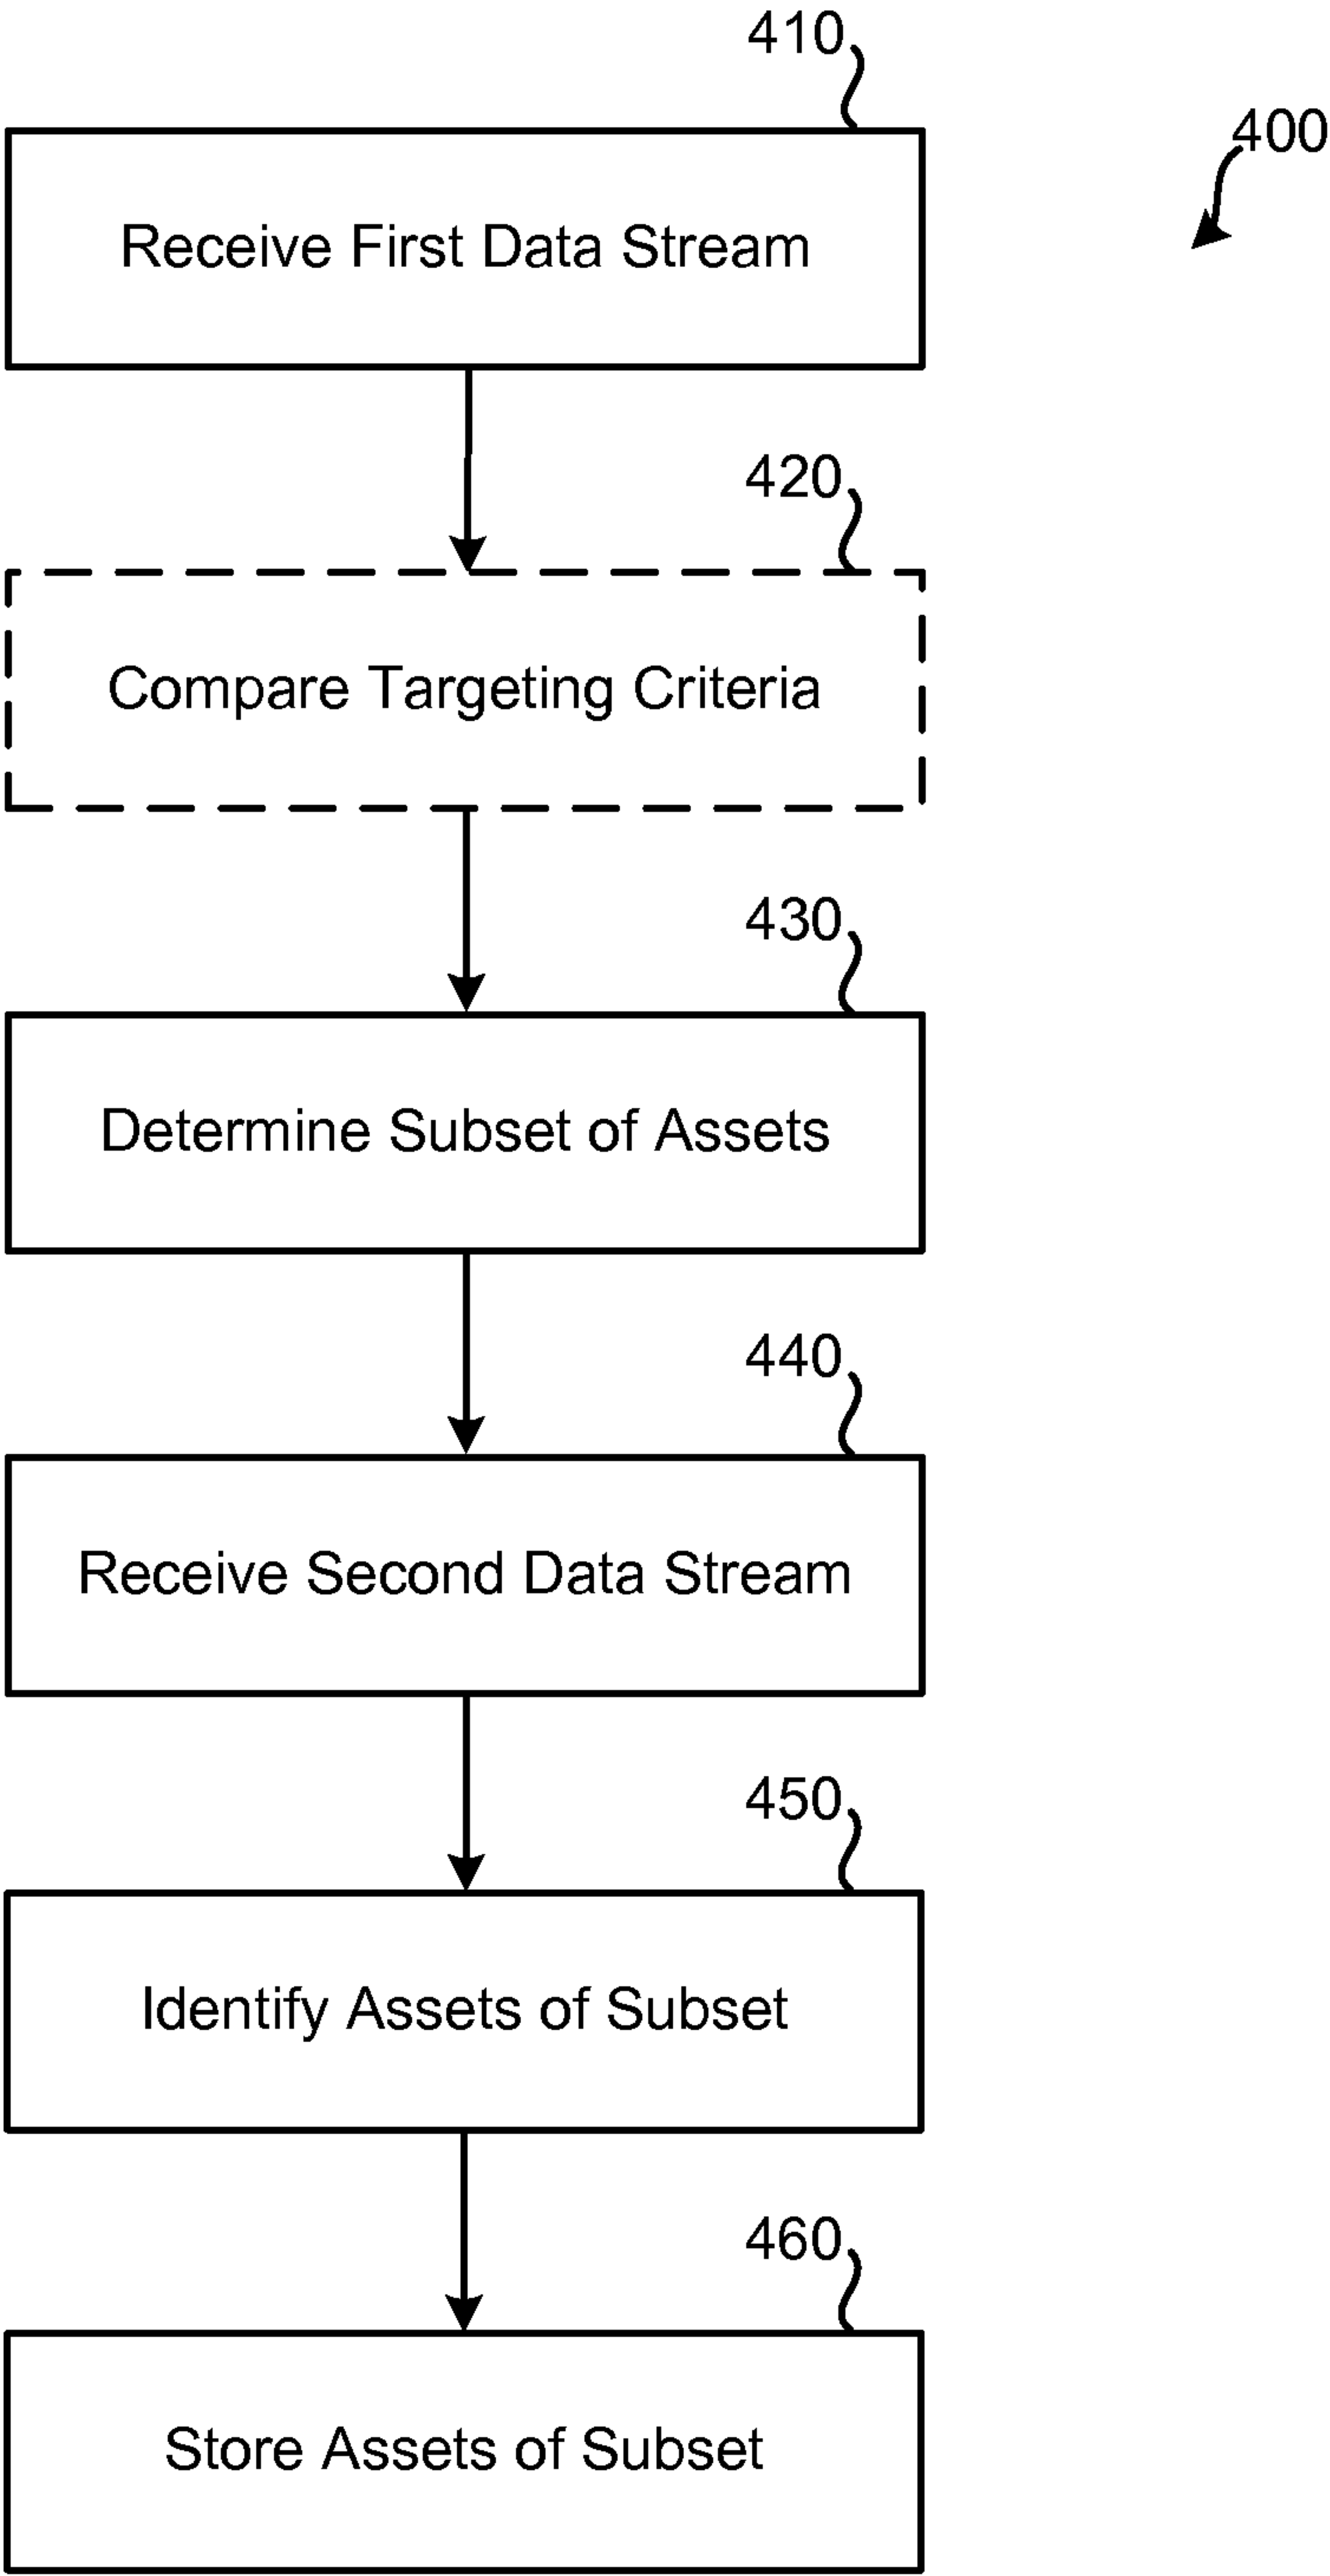 410
400
Receive First Data Stream
420
Compare Targeting Criteria
430
Determine Subset of Assets
440
Receive Second Data Stream
450
Identify Assets of Subset
460
Store Assets of Subset